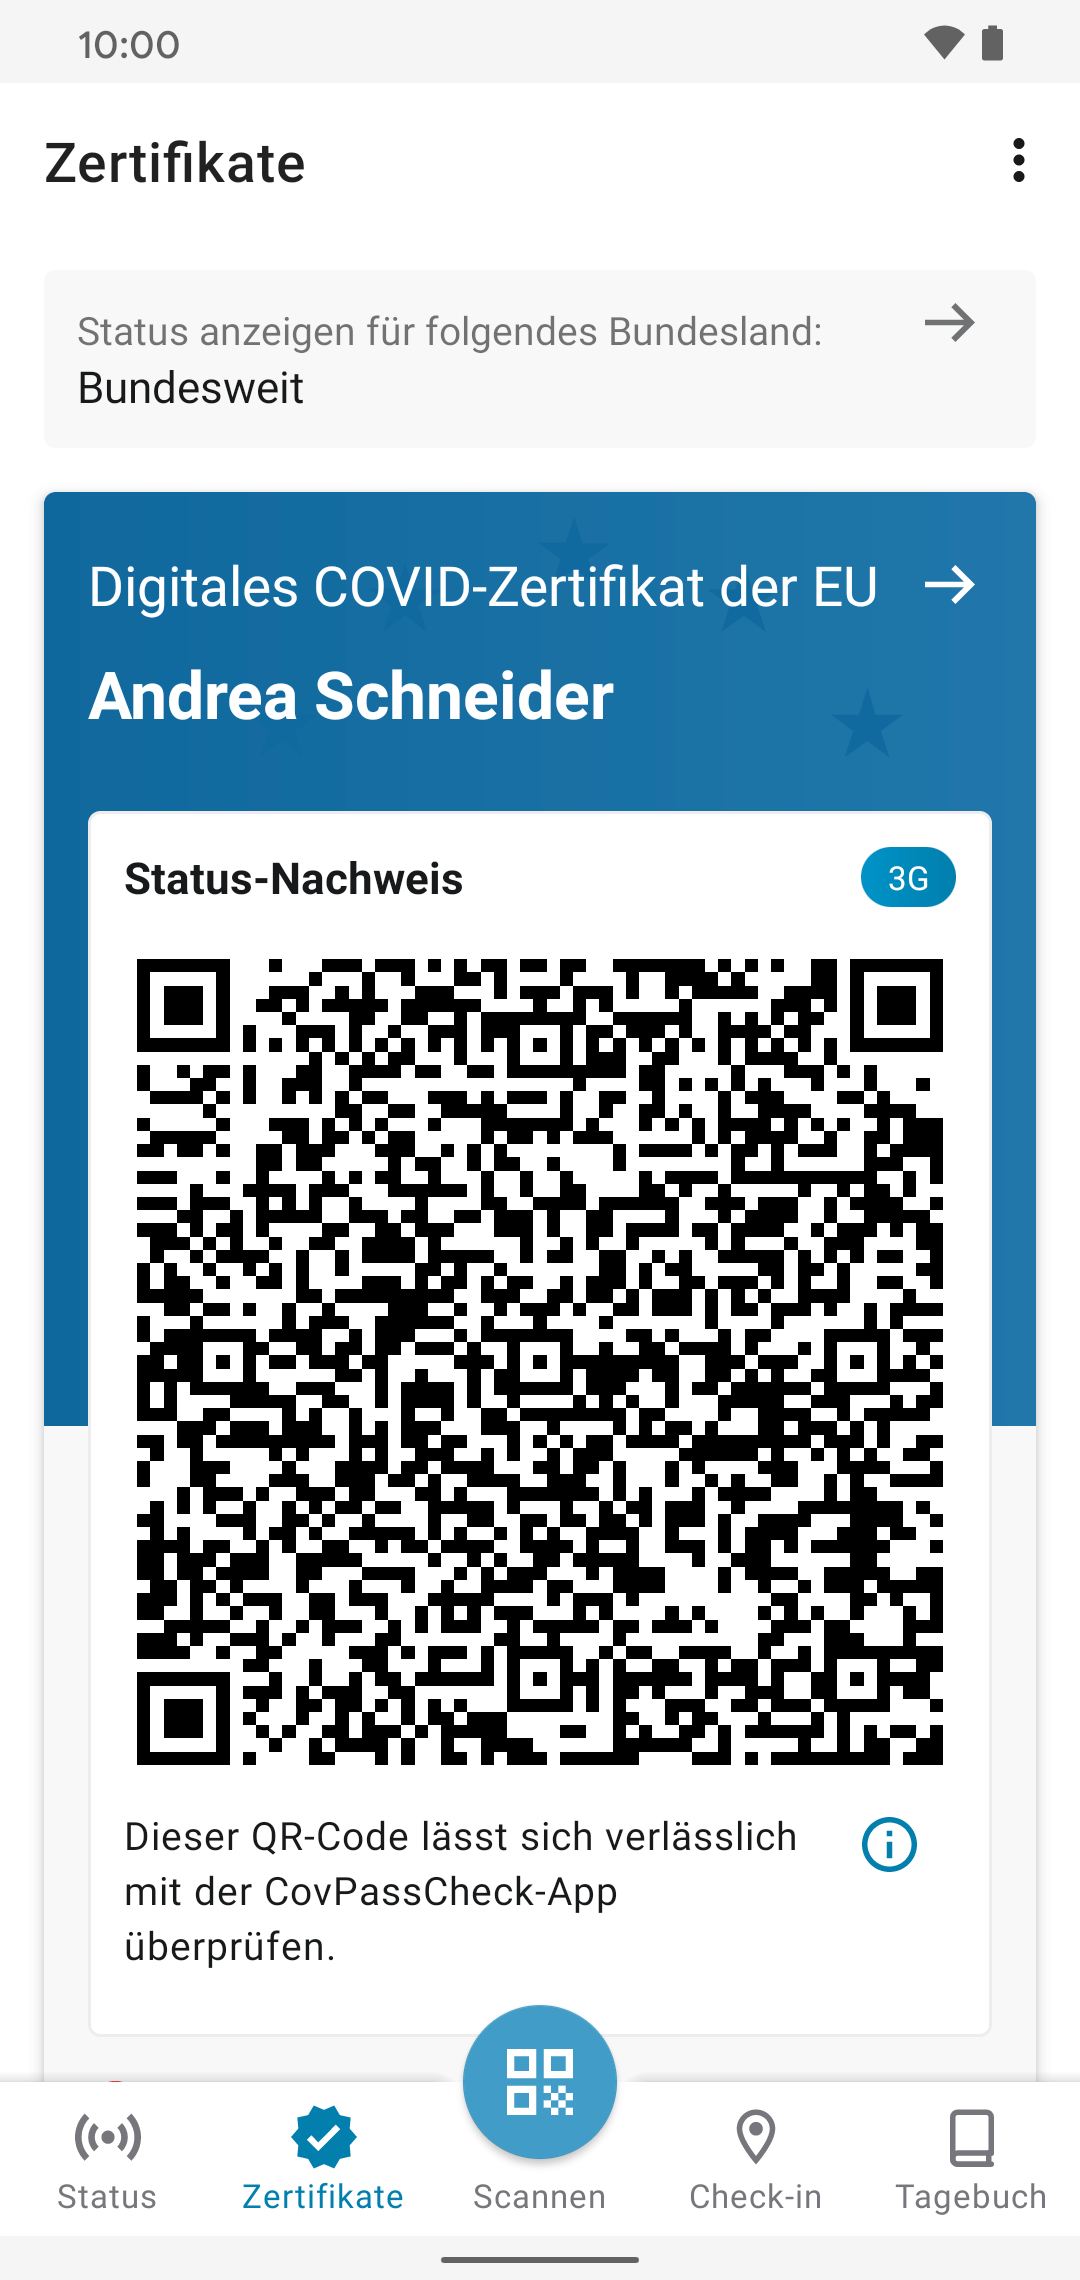 10:00
Zertifikate
Status anzeigen für folgendes Bundesland:
Bundesweit
Digitales COVID-Zertifikat der EU
Andrea Schneider
Status-Nachweis
3G
Dieser QR-Code lässt sich verlässlich
mit der CovPassCheck-App
überprüfen.
Status
Zertifikate
Scannen
Check-in
Tagebuch